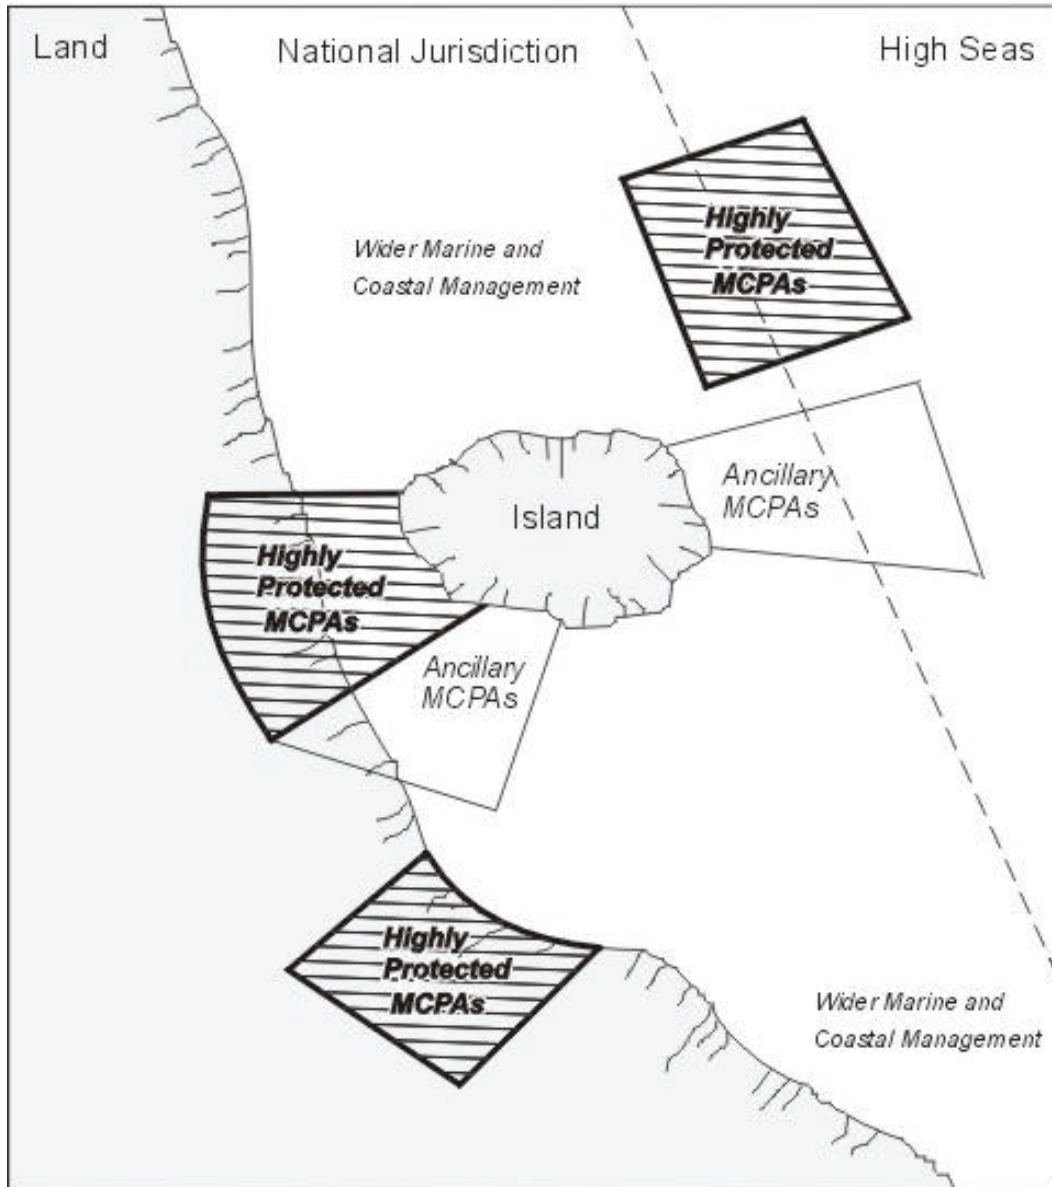 Land
National Jurisdiction
High Seas
Highly
Protected
MCPAs
Wider Marine and
Coastal Management
Ancillary
MCPAs
Island
Highly
Protected
MCPAs
Ancillary
MCPAs
Highly
Protected
MCPAs
Wider Marine and
Coastal Management